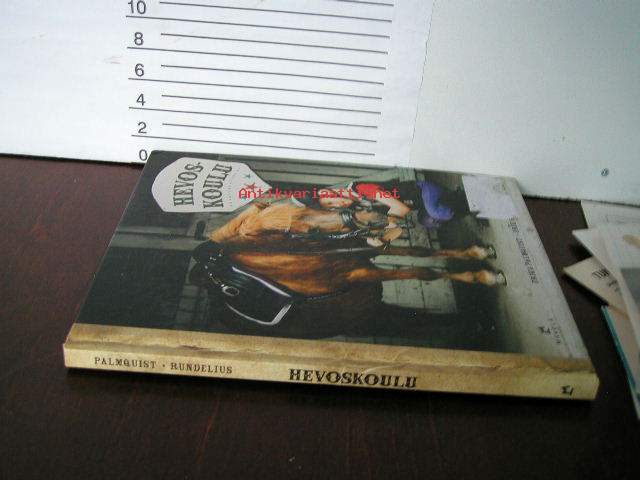 10
8
6
4
2
0
HEVOS-
KOULU
Antikvariaatti.net
PALMQUIST · RUNDELIUS
HEVOSKOULU